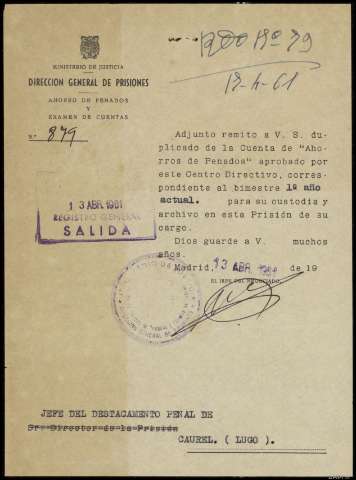 Rdo Nº 39
13-4-61
MINISTERIO DE JUSTICIA
DIRECCION GENERAL DE PRISIONES
AHORRO DE PENADOS
Y
EXAMEN DE CUENTAS
N.º 879
Adjunto remito a V. S. du-
plicado de la Cuenta de "Aho-
rros de Penados" aprobado por
este Centro Directivo, corres-
pondiente al bimestre 1º año
actual. para su custodia y
archivo en esta Prisión de su
cargo.
Dios guarde a V. muchos
años.
Madrid, 13 ABR. 1961 de 19
EL JEFE DEL NEGOCIADO,
13 ABR 1961
REGISTRO GENERAL
SALIDA
JEFE DEL DESTACAMENTO PENAL DE
Sr Director de la Prisión
CAUREL. ( LUGO ).